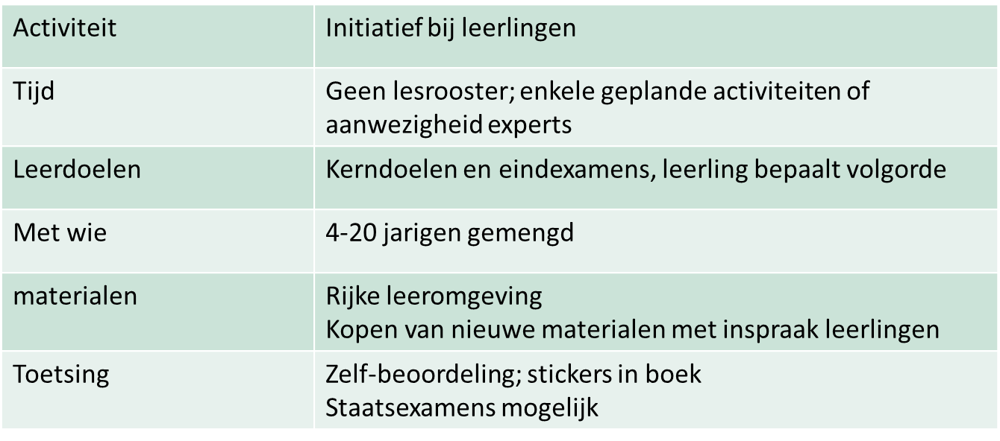 Activiteit
Initiatief bij leerlingen
Tijd
Geen lesrooster; enkele geplande activiteiten of
aanwezigheid experts
Leerdoelen
Kerndoelen en eindexamens, leerling bepaalt volgorde
Met wie
4-20 jarigen gemengd
materialen
Rijke leeromgeving
Kopen van nieuwe materialen met inspraak leerlingen
Toetsing
Zelf-beoordeling; stickers in boek
Staatsexamens mogelijk